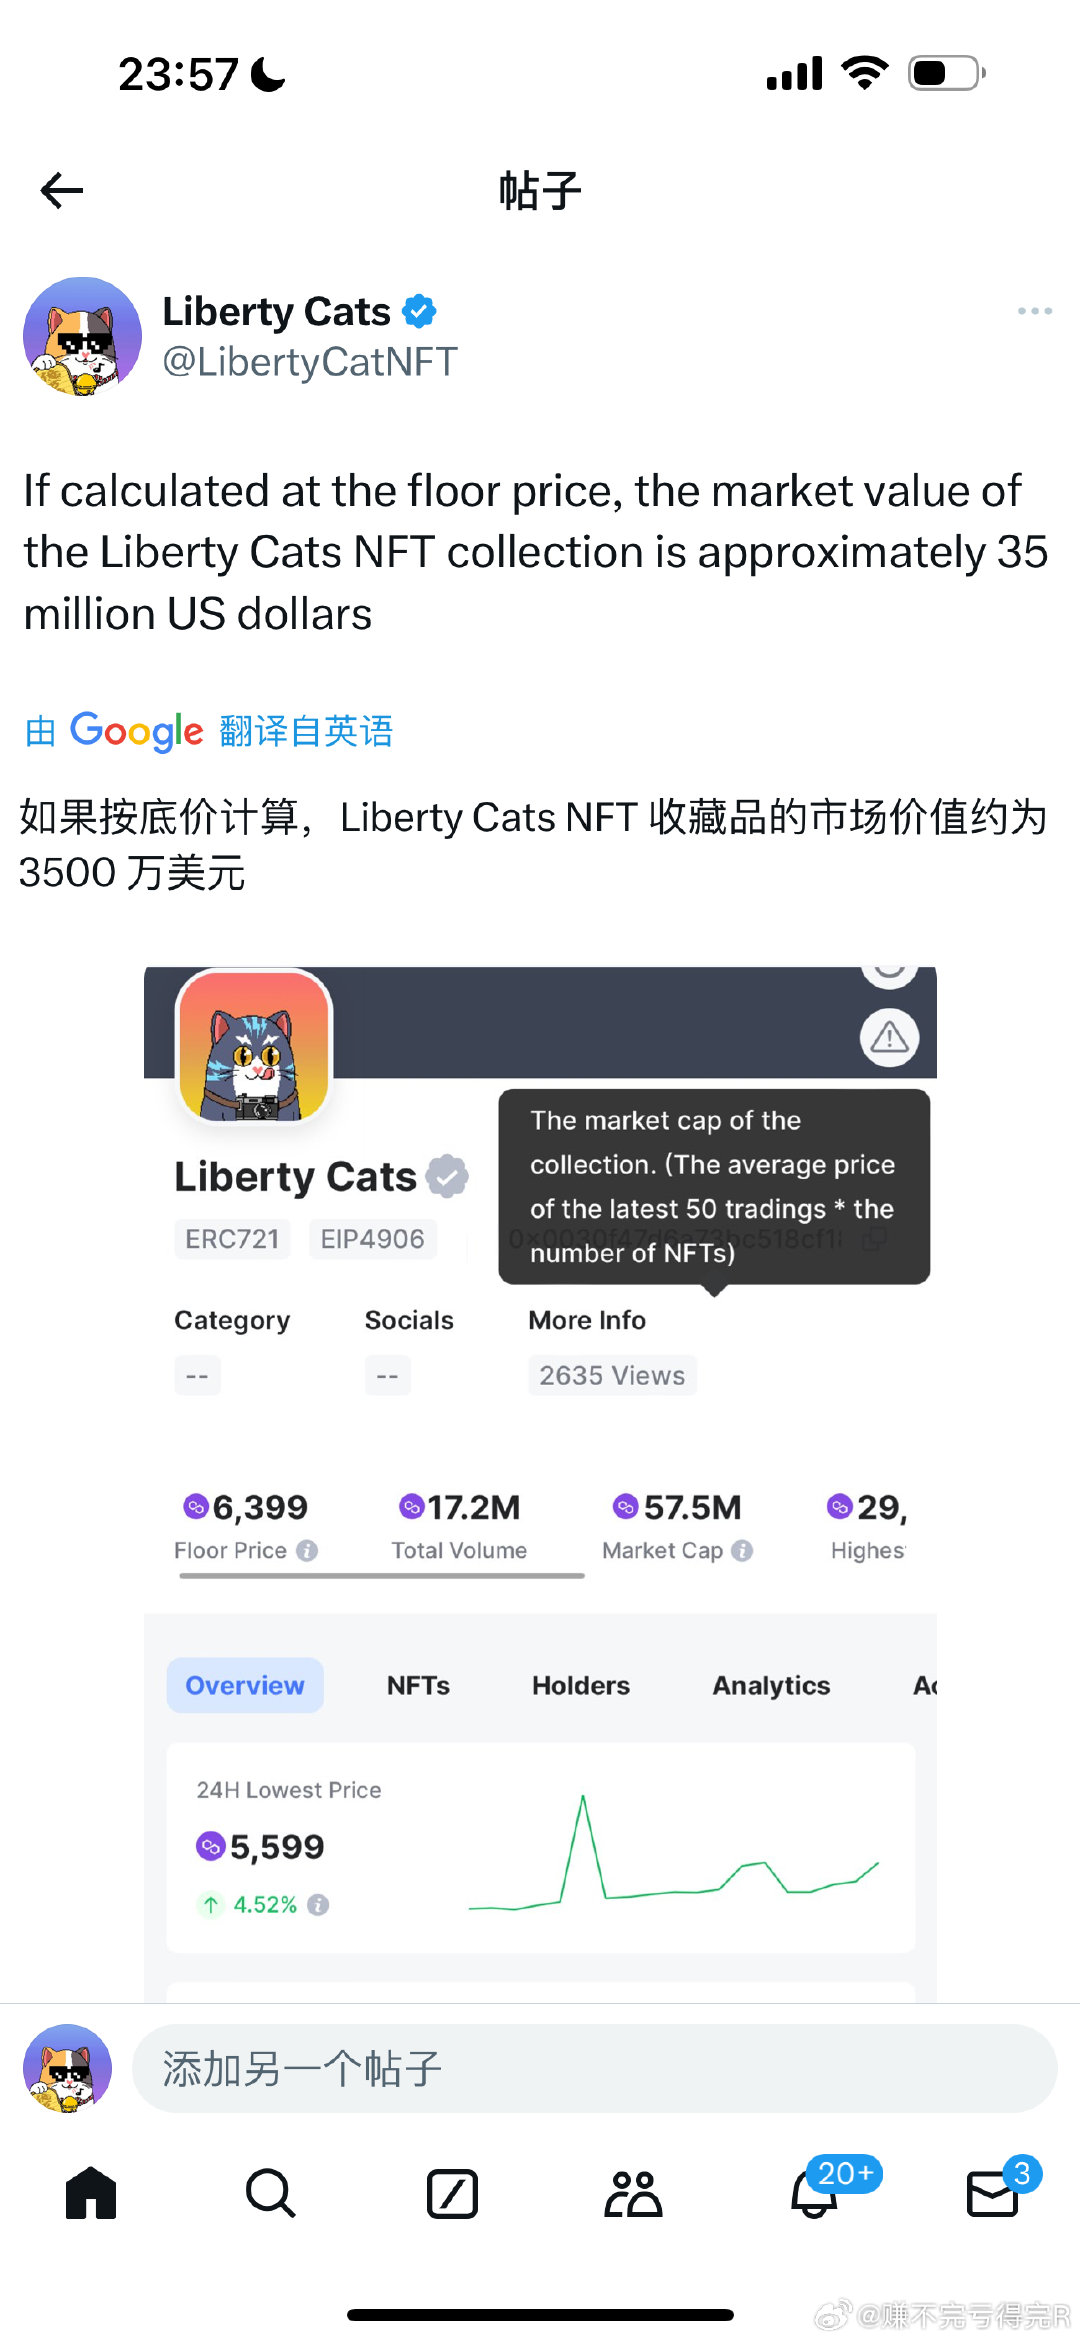 23:57
帖子
Liberty Cats
@LibertyCatNFT
If calculated at the floor price, the market value of
the Liberty Cats NFT collection is approximately 35
million US dollars
由 Google 翻译自英语
如果按底价计算，Liberty Cats NFT 收藏品的市场价值约为
3500 万美元
The market cap of the
collection. (The average price
of the latest 50 tradings * the
number of NFTs)
Liberty Cats
ERC721 EIP4906
Category Socials More Info
-- -- 2635 Views
6,399 17.2M 57.5M 29,
Floor Price Total Volume Market Cap Highes
Overview NFTs Holders Analytics Ac
24H Lowest Price
5,599
4.52%
添加另一个帖子
20+ 3
@赚不完亏得完R